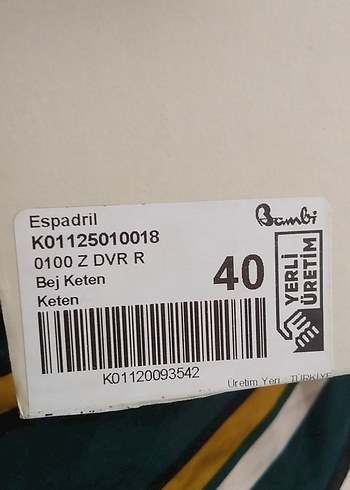 Espadril
Bambi
K01125010018
0100 Z DVR R
Bej Keten
Keten
40
YERLİ
ÜRETİM
K01120093542
Üretim Yeri : TÜRKİYE